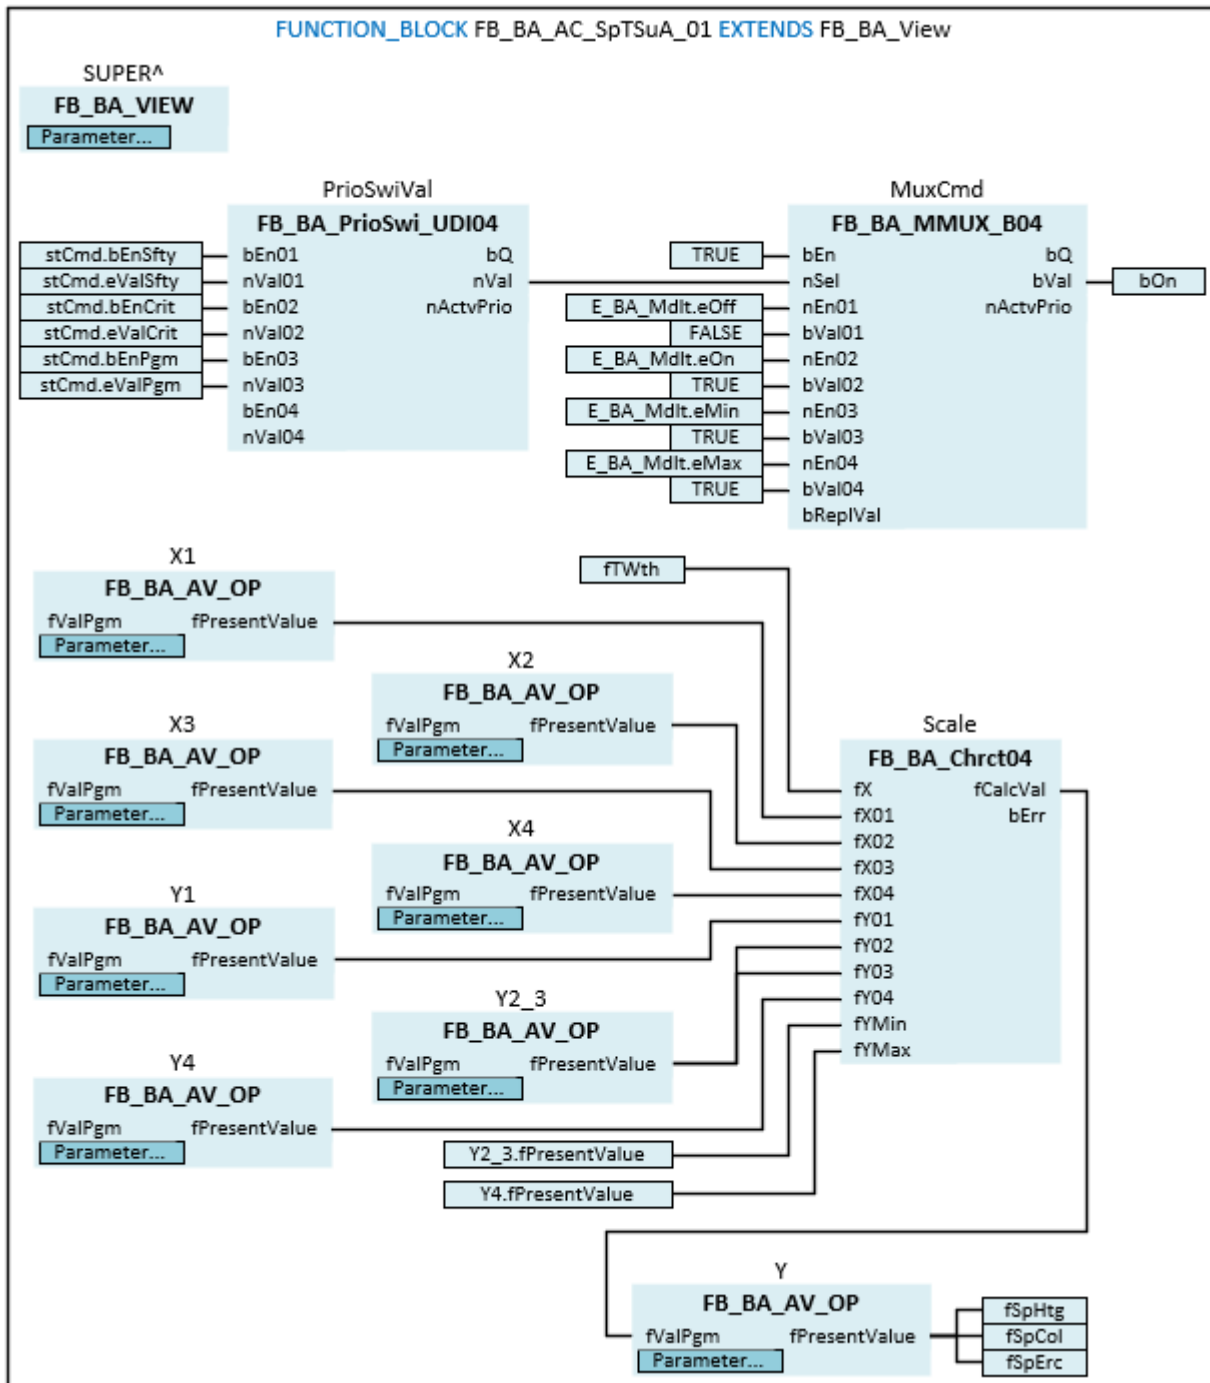 FUNCTION_BLOCK FB_BA_AC_SpTSuA_01 EXTENDS FB_BA_View
SUPER^
FB_BA_VIEW
Parameter...
PrioSwiVal
FB_BA_PrioSwi_UDI04
stCmd.bEnSfty bEn01 bQ
stCmd.eValSfty nVal01 nVal
stCmd.bEnCrit bEn02 nActvPrio
stCmd.eValCrit nVal02
stCmd.bEnPgm bEn03
stCmd.eValPgm nVal03
bEn04
nVal04
MuxCmd
FB_BA_MMUX_B04
TRUE bEn bQ
nSel bVal bOn
E_BA_Mdlt.eOff nEn01 nActvPrio
FALSE bVal01
E_BA_Mdlt.eOn nEn02
TRUE bVal02
E_BA_Mdlt.eMin nEn03
TRUE bVal03
E_BA_Mdlt.eMax nEn04
TRUE bVal04
bReplVal
X1
FB_BA_AV_OP
fValPgm fPresentValue
Parameter...
fTWth
X2
FB_BA_AV_OP
fValPgm fPresentValue
Parameter...
X3
FB_BA_AV_OP
fValPgm fPresentValue
Parameter...
X4
FB_BA_AV_OP
fValPgm fPresentValue
Parameter...
Y1
FB_BA_AV_OP
fValPgm fPresentValue
Parameter...
Y2_3
FB_BA_AV_OP
fValPgm fPresentValue
Parameter...
Y4
FB_BA_AV_OP
fValPgm fPresentValue
Parameter...
Y2_3.fPresentValue
Y4.fPresentValue
Scale
FB_BA_Chrct04
fX fCalcVal
fX01 bErr
fX02
fX03
fX04
fY01
fY02
fY03
fY04
fYMin
fYMax
Y
FB_BA_AV_OP
fValPgm fPresentValue
Parameter...
fSpHtg
fSpCol
fSpErc